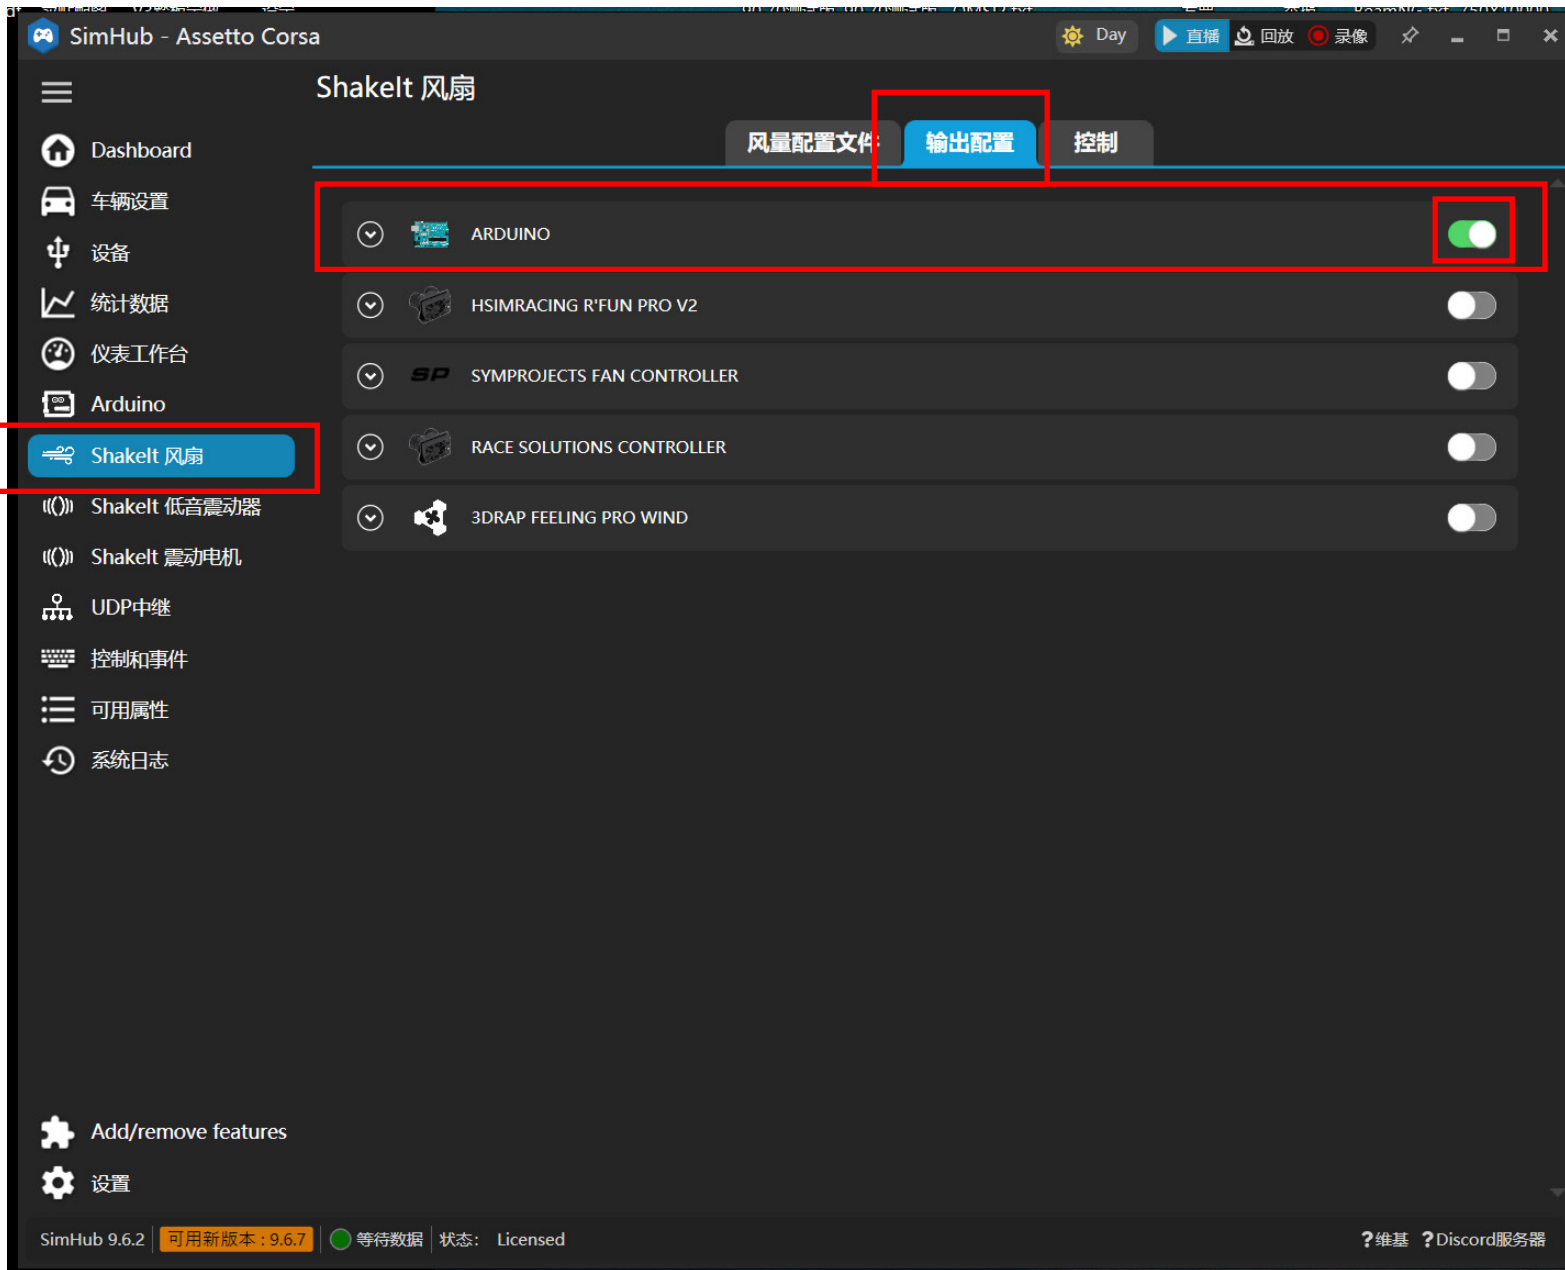 SimHub - Assetto Corsa
Day
直播
回放
录像
ShakeIt 风扇
风量配置文件
输出配置
控制
Dashboard
车辆设置
设备
统计数据
仪表工作台
Arduino
ShakeIt 风扇
ShakeIt 低音震动器
ShakeIt 震动电机
UDP中继
控制和事件
可用属性
系统日志
ARDUINO
HSIMRACING R'FUN PRO V2
SP SYMPROJECTS FAN CONTROLLER
RACE SOLUTIONS CONTROLLER
3DRAP FEELING PRO WIND
Add/remove features
设置
SimHub 9.6.2 可用新版本 : 9.6.7 等待数据 状态: Licensed
?维基 ?Discord服务器